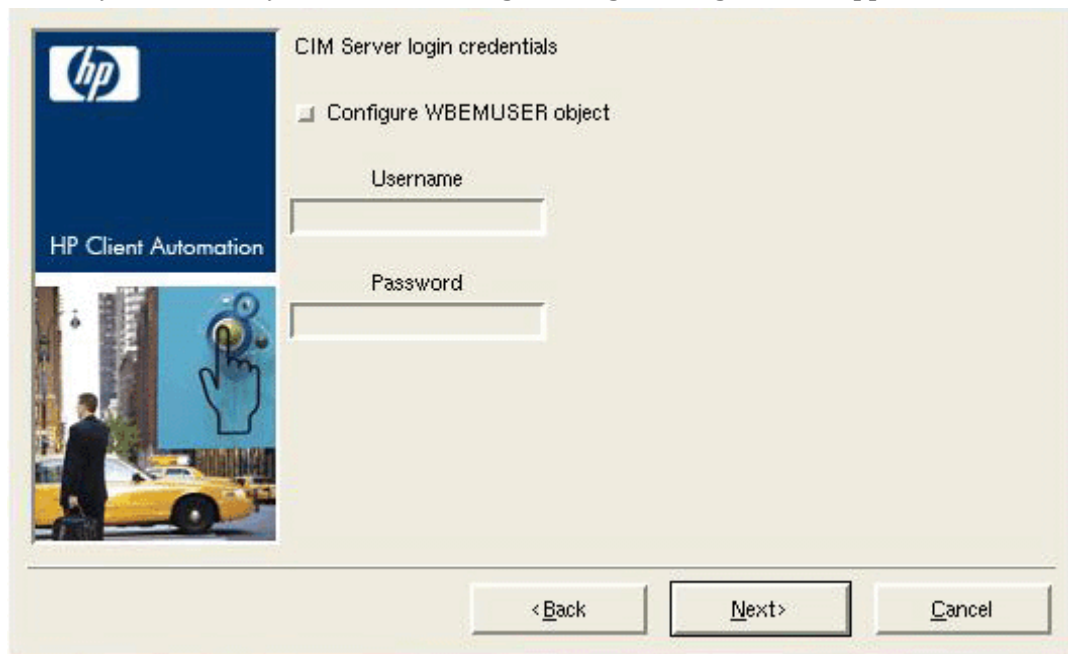 hp
HP Client Automation
CIM Server login credentials
Configure WBEMUSER object
Username
Password
<Back
Next>
Cancel